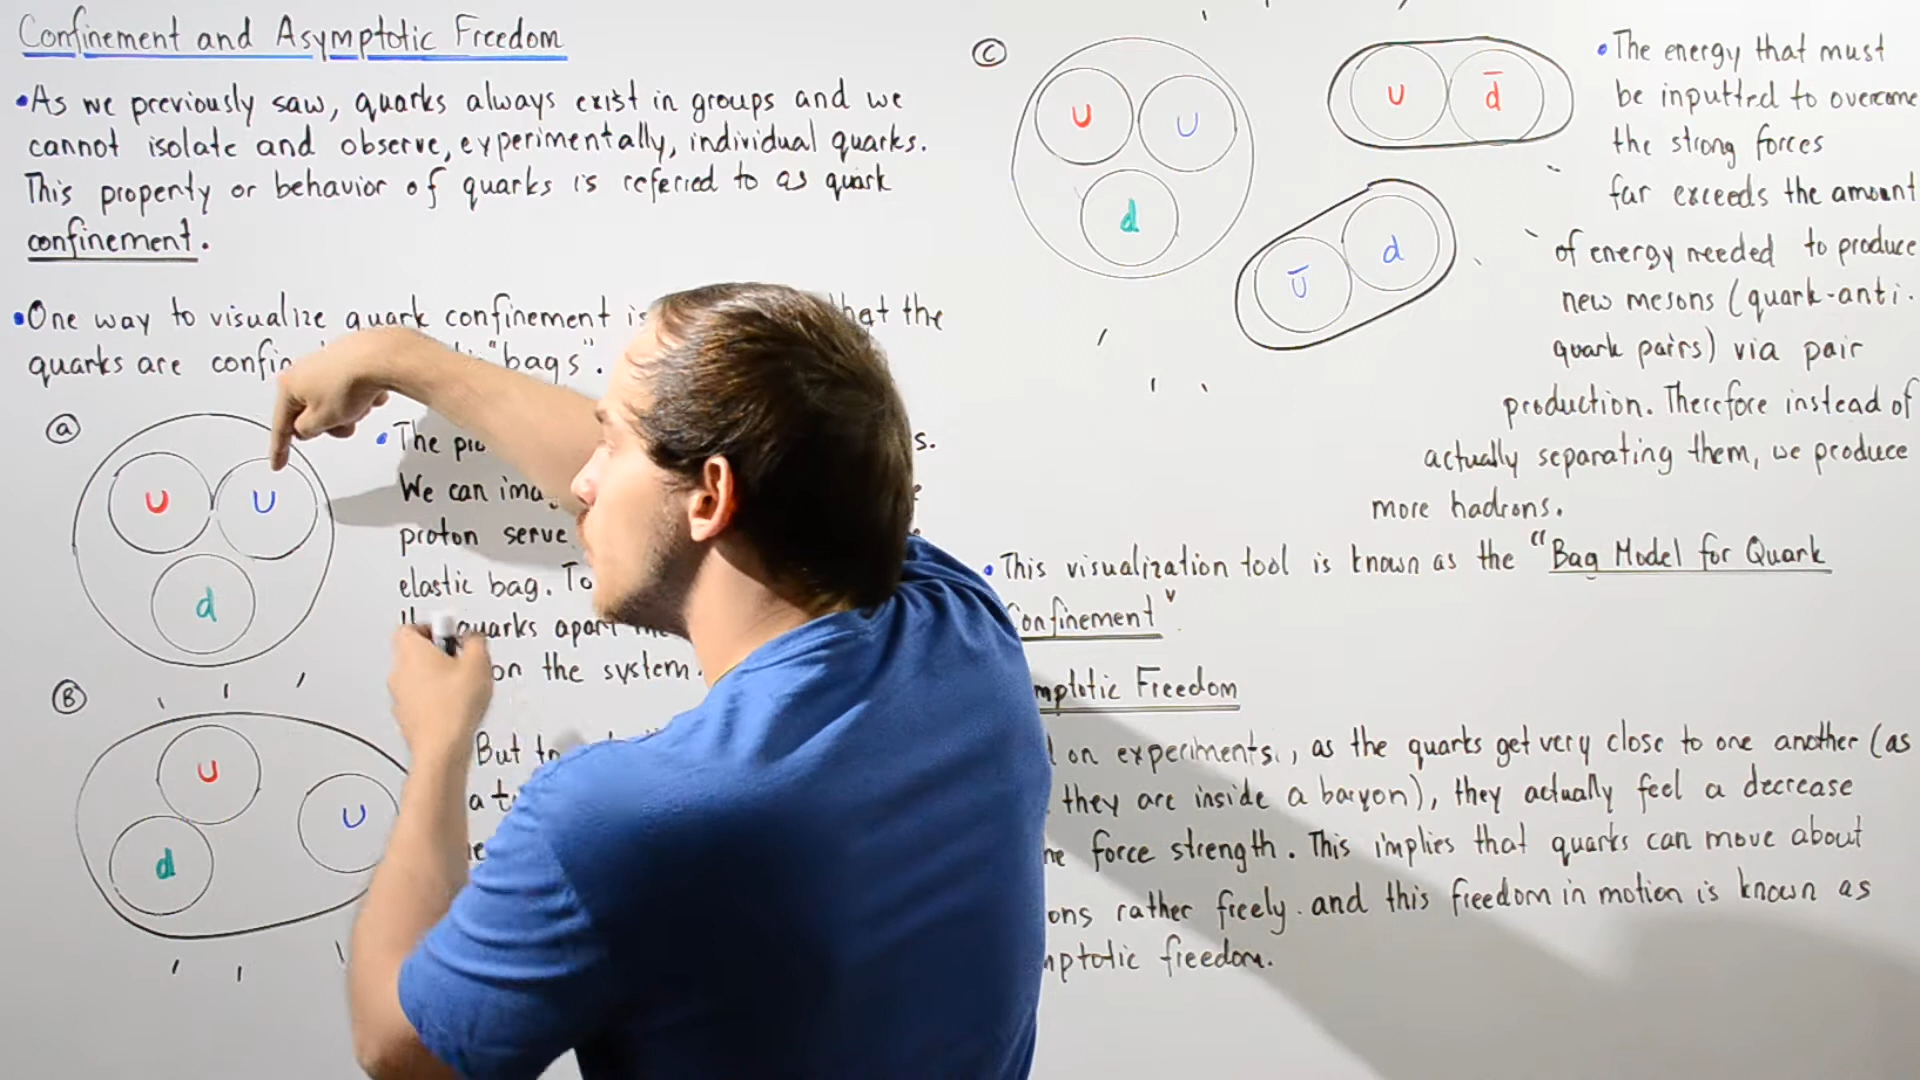 Confinement and Asymptotic Freedom
•As we previously saw, quarks always exist in groups and we
cannot isolate and observe, experimentally, individual quarks.
This property or behavior of quarks is referred to as quark
confinement.
•One way to visualize quark confinement is that the
quarks are "bags".
a
U U
d
•The s.
We can
proton serve
elastic bag. To
quarks apart
on the system.
B
U
U
d
But to
a
C
U U
d
U d̅
U̅ d
•The energy that must
be inputted to overcome
the strong forces
far exceeds the amount
of energy needed to produce
new mesons (quark-anti-
quark pairs) via pair
production. Therefore instead of
actually separating them, we produce
more hadrons.
•This visualization tool is known as the "Bag Model for Quark
Confinement".
Freedom
on experiments, as the quarks get very close to one another (as
they are inside a baryon), they actually feel a decrease
force strength. This implies that quarks can move about
rather freely and this freedom in motion is known as
freedom.